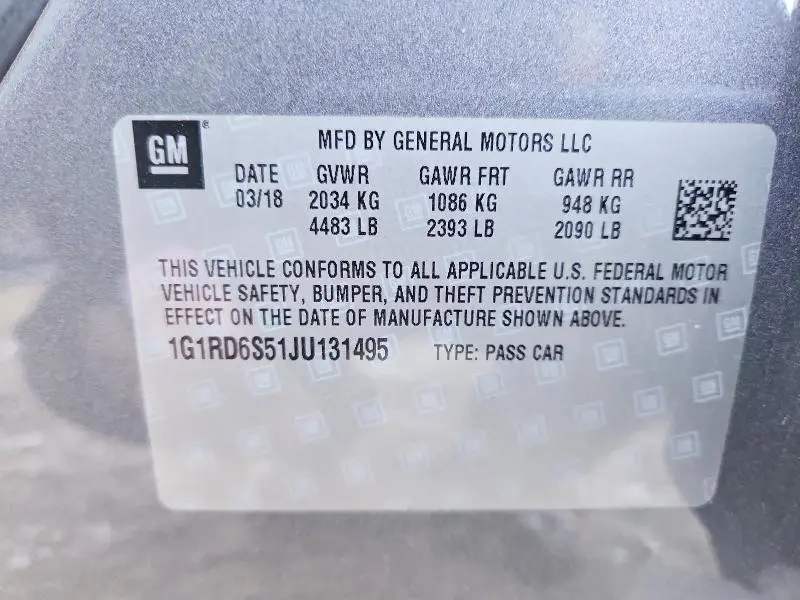 GM
MFD BY GENERAL MOTORS LLC
DATE GVWR GAWR FRT GAWR RR
03/18 2034 KG 1086 KG 948 KG
4483 LB 2393 LB 2090 LB
THIS VEHICLE CONFORMS TO ALL APPLICABLE U.S. FEDERAL MOTOR
VEHICLE SAFETY, BUMPER, AND THEFT PREVENTION STANDARDS IN
EFFECT ON THE DATE OF MANUFACTURE SHOWN ABOVE.
1G1RD6S51JU131495 TYPE: PASS CAR